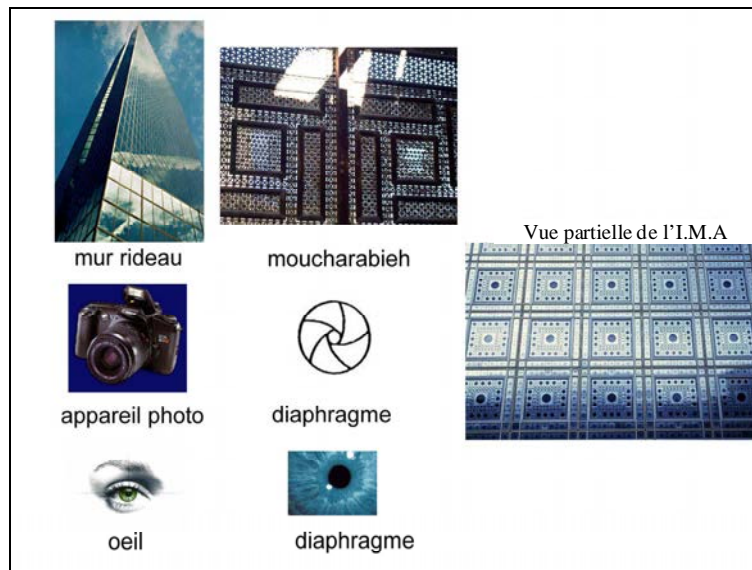 Vue partielle de l'I.M.A
mur rideau
moucharabieh
appareil photo
diaphragme
oeil
diaphragme